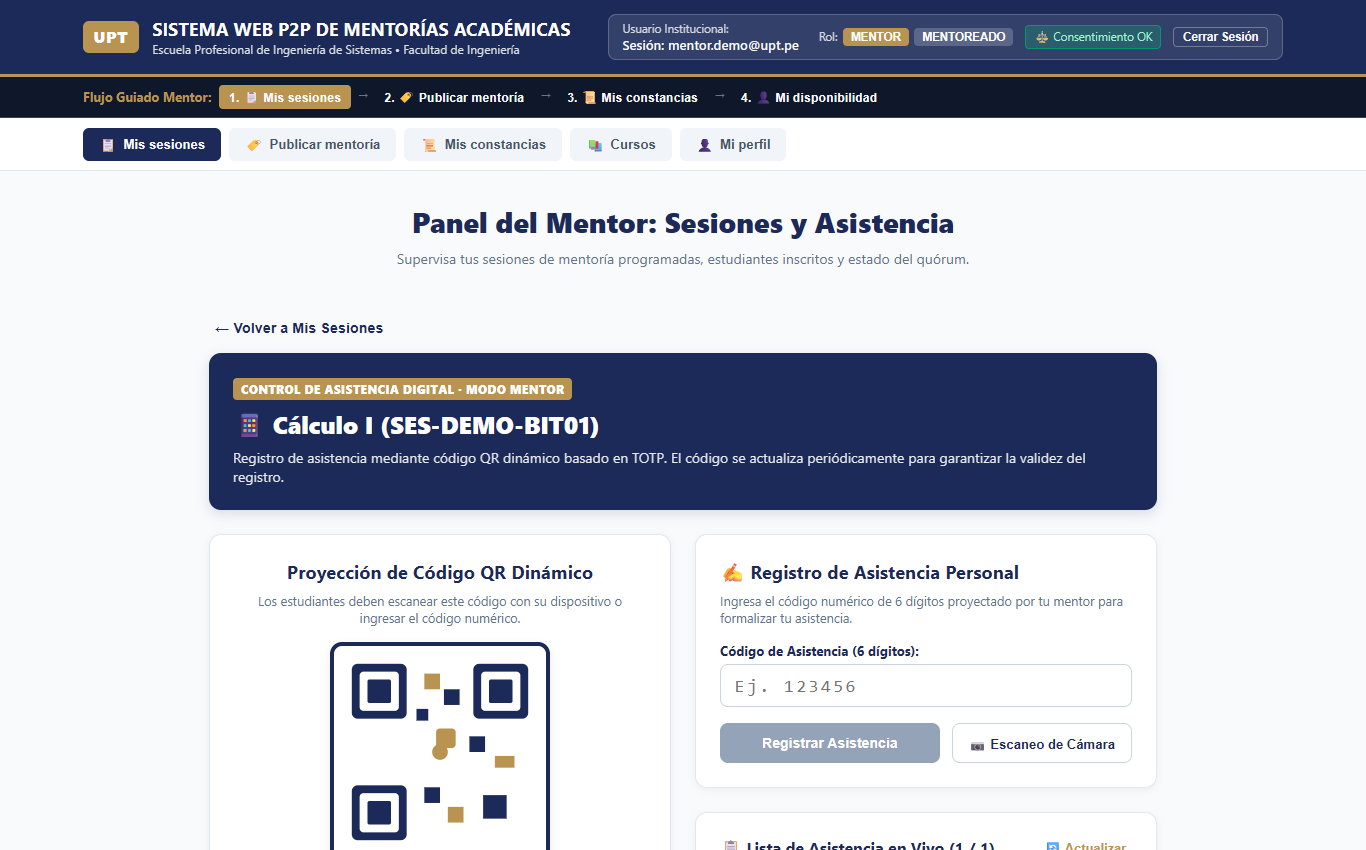 UPT
SISTEMA WEB P2P DE MENTORÍAS ACADÉMICAS
Escuela Profesional de Ingeniería de Sistemas • Facultad de Ingeniería
Usuario Institucional:
Sesión: mentor.demo@upt.pe
Rol: MENTOR MENTOREADO
Consentimiento OK
Cerrar Sesión
Flujo Guiado Mentor: 1. Mis sesiones → 2. Publicar mentoría → 3. Mis constancias → 4. Mi disponibilidad
Mis sesiones
Publicar mentoría
Mis constancias
Cursos
Mi perfil
Panel del Mentor: Sesiones y Asistencia
Supervisa tus sesiones de mentoría programadas, estudiantes inscritos y estado del quórum.
← Volver a Mis Sesiones
CONTROL DE ASISTENCIA DIGITAL - MODO MENTOR
Cálculo I (SES-DEMO-BIT01)
Registro de asistencia mediante código QR dinámico basado en TOTP. El código se actualiza periódicamente para garantizar la validez del
registro.
Proyección de Código QR Dinámico
Los estudiantes deben escanear este código con su dispositivo o
ingresar el código numérico.
Registro de Asistencia Personal
Ingresa el código numérico de 6 dígitos proyectado por tu mentor para
formalizar tu asistencia.
Código de Asistencia (6 dígitos):
Ej. 123456
Registrar Asistencia
Escaneo de Cámara
Lista de Asistencia en Vivo (1 / 1)
Actualizar